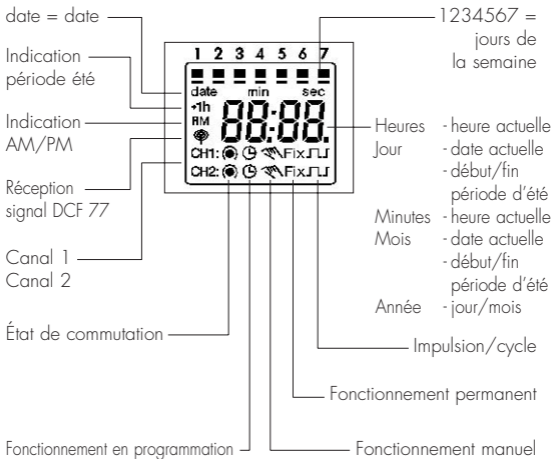 date = date
Indication
période été
Indication
AM/PM
Réception
signal DCF 77
Canal 1
Canal 2
État de commutation
Fonctionnement en programmation
1 2 3 4 5 6 7
date min sec
+1h
AM
88:88.
CH1: Fix
CH2: Fix
1234567 =
jours de
la semaine
Heures - heure actuelle
Jour - date actuelle
- début/fin
période d'été
Minutes - heure actuelle
Mois - date actuelle
- début/fin
période d'été
Année - jour/mois
Impulsion/cycle
Fonctionnement permanent
Fonctionnement manuel